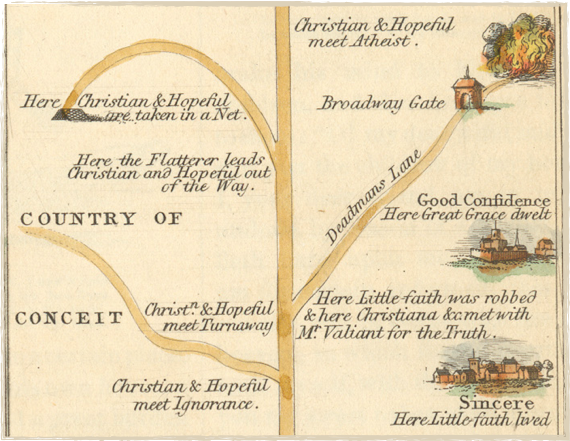 Christian & Hopeful
meet Atheist.
Here Christian & Hopeful
are taken in a Net.
Broadway Gate
Here the Flatterer leads
Christian and Hopeful out
of the Way.
Deadmans Lane
Good Confidence
Here Great Grace dwelt
COUNTRY OF
CONCEIT
Christⁿ. & Hopeful
meet Turnaway
Here Little-faith was robbed
& here Christiana &c. met with
Mʳ. Valiant for the Truth.
Christian & Hopeful
meet Ignorance.
Sincere
Here Little-faith lived